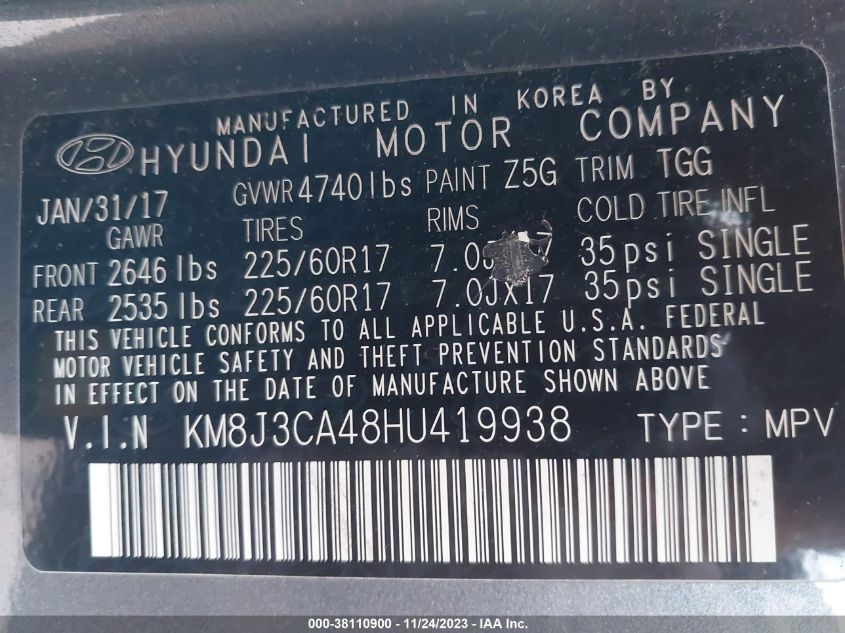 MANUFACTURED IN KOREA BY
HYUNDAI MOTOR COMPANY
JAN/31/17 GVWR4740lbs PAINT Z5G TRIM TGG
GAWR TIRES RIMS COLD TIRE INFL
FRONT 2646 lbs 225/60R17 35psi SINGLE
REAR 2535 lbs 225/60R17 7.0JX17 35psi SINGLE
THIS VEHICLE CONFORMS TO ALL APPLICABLE U.S.A. FEDERAL
MOTOR VEHICLE SAFETY AND THEFT PREVENTION STANDARDS
IN EFFECT ON THE DATE OF MANUFACTURE SHOWN ABOVE
V.I.N KM8J3CA48HU419938 TYPE : MPV
000-38110900 - 11/24/2023 - Copyright © 2023 IAA, Inc.